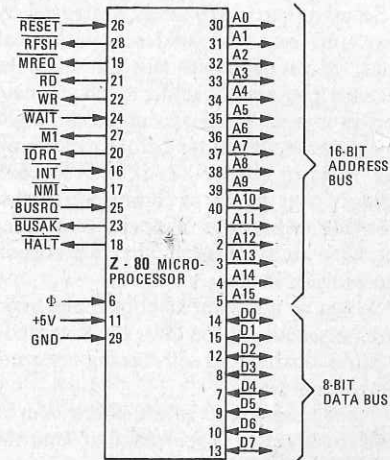 RESET 26
RFSH 28
MREQ 19
RD 21
WR 22
WAIT 24
M1 27
IORQ 20
INT 16
NMI 17
BUSRQ 25
BUSAK 23
HALT 18
Φ 6
+5V 11
GND 29
Z - 80 MICRO-
PROCESSOR
30 A0
31 A1
32 A2
33 A3
34 A4
35 A5
36 A6
37 A7
38 A8
39 A9
40 A10
1 A11
2 A12
3 A13
4 A14
5 A15
14 D0
15 D1
12 D2
8 D3
7 D4
9 D5
10 D6
13 D7
16-BIT
ADDRESS
BUS
8-BIT
DATA BUS